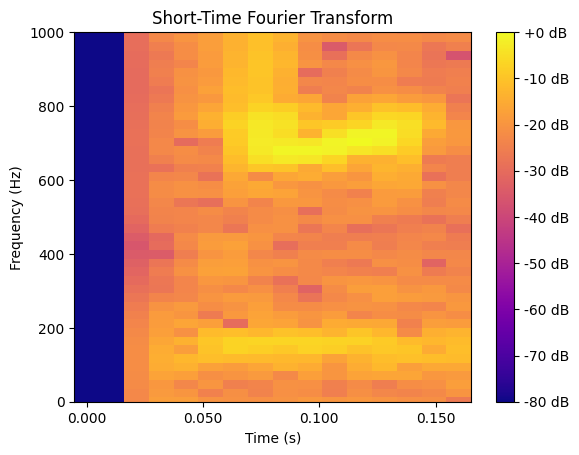 Short-Time Fourier Transform
1000
800
600
400
200
0
Frequency (Hz)
0.000
0.050
0.100
0.150
Time (s)
+0 dB
-10 dB
-20 dB
-30 dB
-40 dB
-50 dB
-60 dB
-70 dB
-80 dB